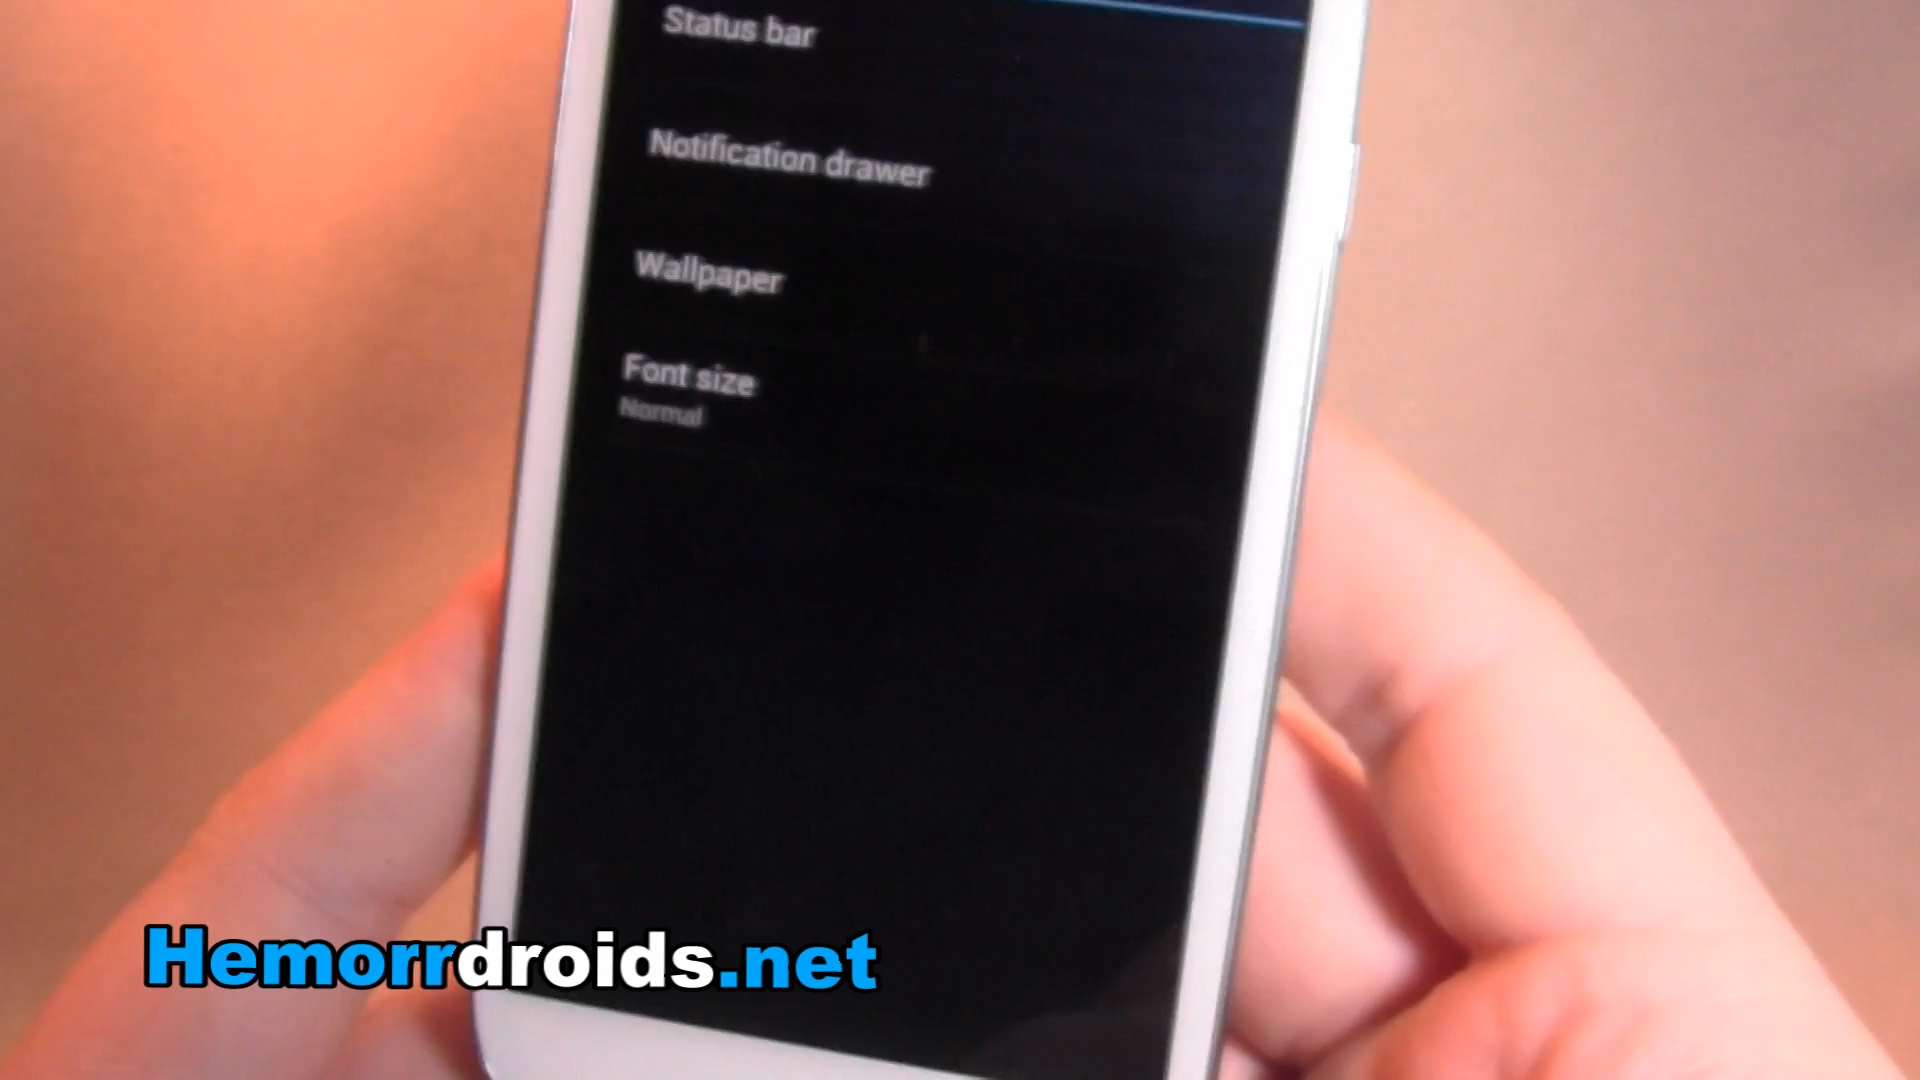 Status bar
Notification drawer
Wallpaper
Font size
Normal
Hemorrdroids.net